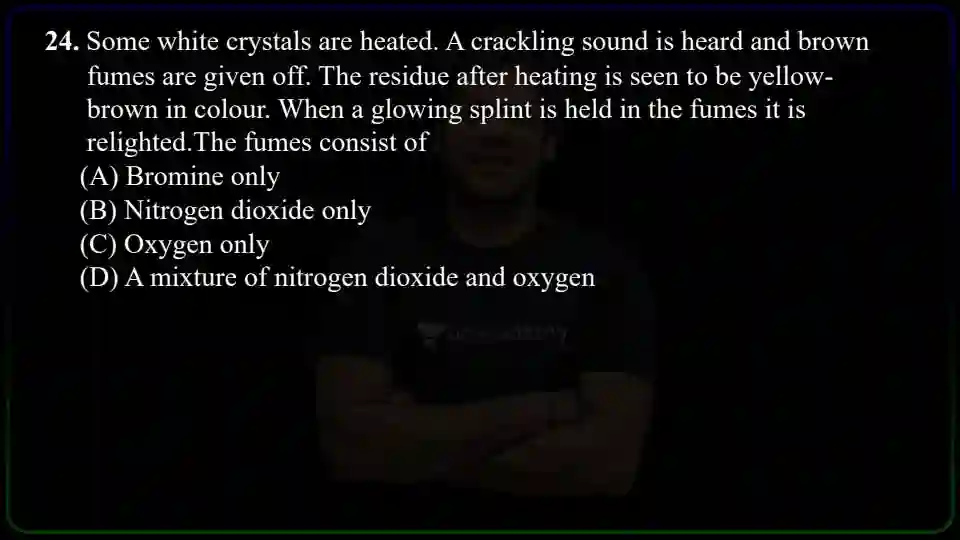 24. Some white crystals are heated. A crackling sound is heard and brown
fumes are given off. The residue after heating is seen to be yellow-
brown in colour. When a glowing splint is held in the fumes it is
relighted.The fumes consist of
(A) Bromine only
(B) Nitrogen dioxide only
(C) Oxygen only
(D) A mixture of nitrogen dioxide and oxygen